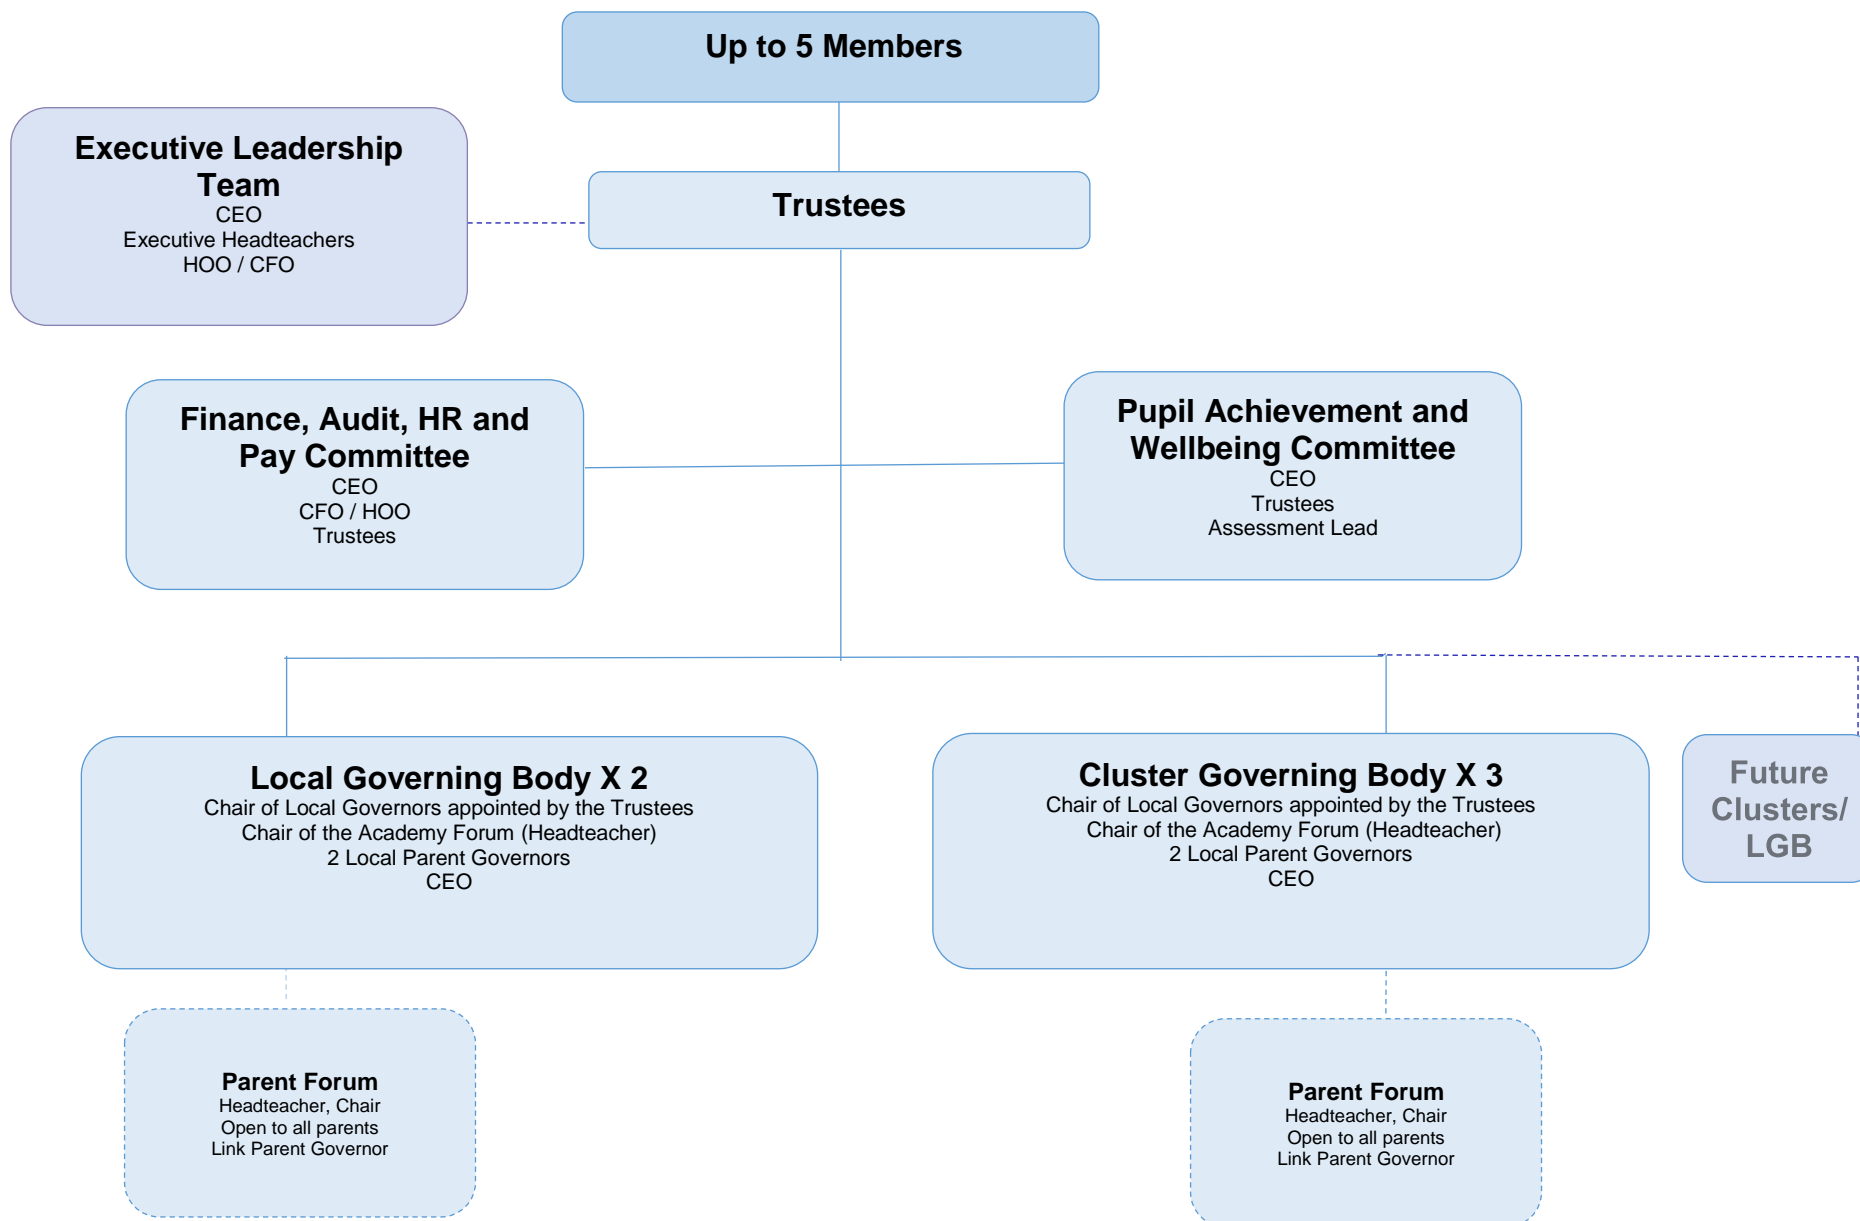 Up to 5 Members
Executive Leadership
Team
CEO
Executive Headteachers
HOO / CFO
Trustees
Finance, Audit, HR and
Pay Committee
CEO
CFO / HOO
Trustees
Pupil Achievement and
Wellbeing Committee
CEO
Trustees
Assessment Lead
Local Governing Body X 2
Chair of Local Governors appointed by the Trustees
Chair of the Academy Forum (Headteacher)
2 Local Parent Governors
CEO
Cluster Governing Body X 3
Chair of Local Governors appointed by the Trustees
Chair of the Academy Forum (Headteacher)
2 Local Parent Governors
CEO
Future
Clusters/
LGB
Parent Forum
Headteacher, Chair
Open to all parents
Link Parent Governor
Parent Forum
Headteacher, Chair
Open to all parents
Link Parent Governor